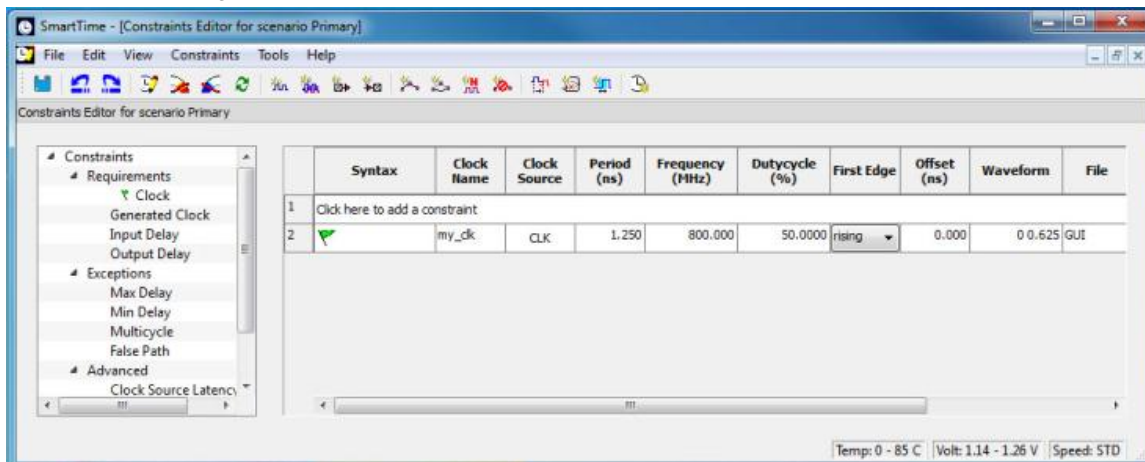 SmartTime - [Constraints Editor for scenario Primary]
File Edit View Constraints Tools Help
Constraints Editor for scenario Primary
Constraints
Requirements
Clock
Generated Clock
Input Delay
Output Delay
Exceptions
Max Delay
Min Delay
Multicycle
False Path
Advanced
Clock Source Latency
Syntax Clock Name Clock Source Period (ns) Frequency (MHz) Dutycycle (%) First Edge Offset (ns) Waveform File
1 Click here to add a constraint
2 my_clk CLK 1.250 800.000 50.0000 rising 0.000 0 0.625 GUI
Temp: 0 - 85 C Volt: 1.14 - 1.26 V Speed: STD